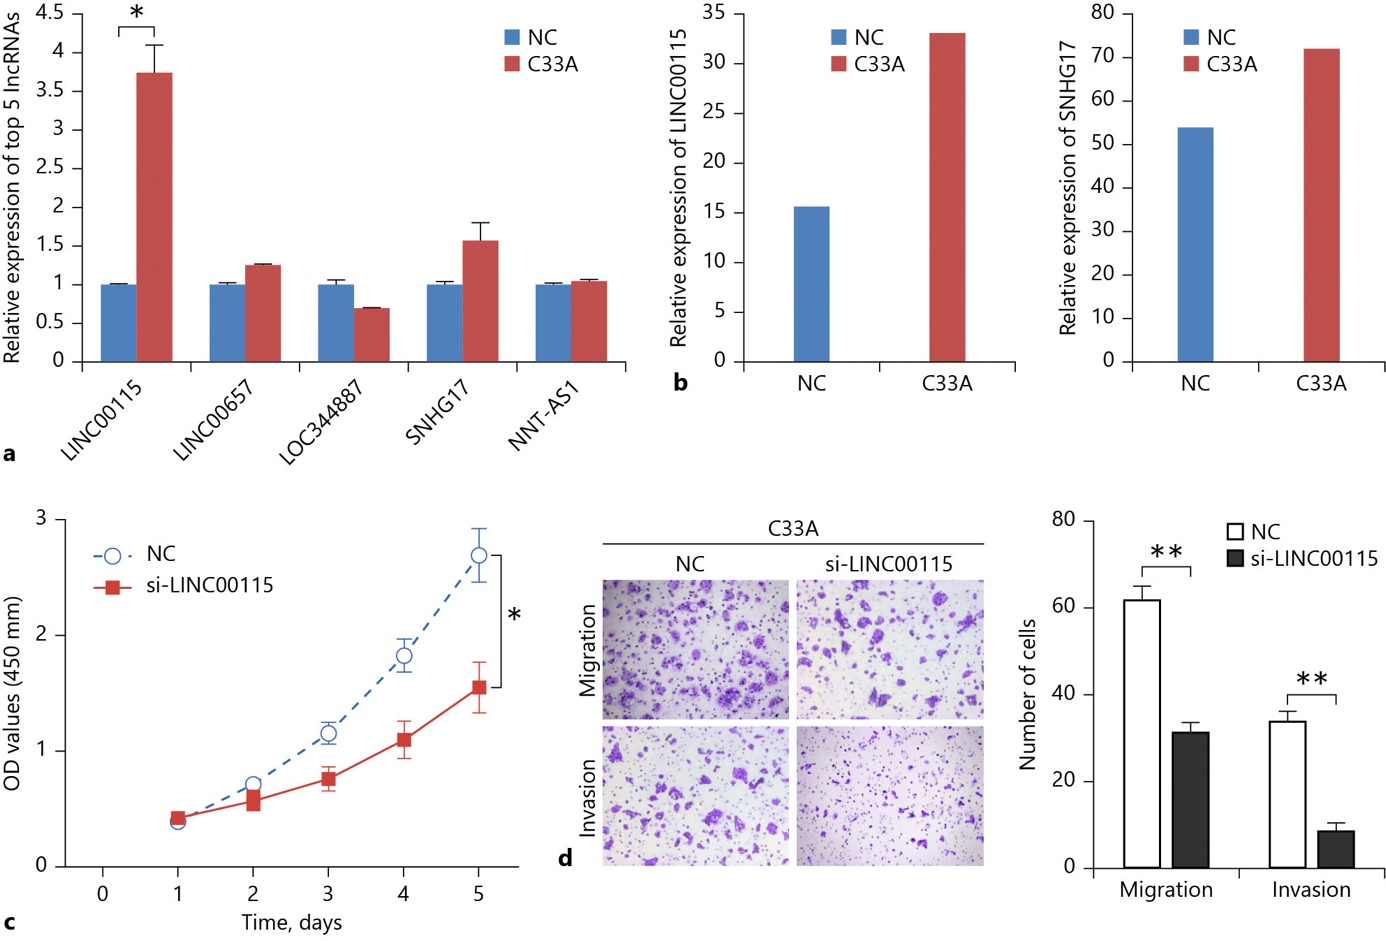 Relative expression of top 5 lncRNAs
4.5
4
3.5
3
2.5
2
1.5
1
0.5
0
*
NC
C33A
LINC00115
LINC00657
LOC344887
SNHG17
NNT-AS1
a
Relative expression of LINC00115
35
30
25
20
15
10
5
0
NC
C33A
NC
C33A
b
Relative expression of SNHG17
80
70
60
50
40
30
20
10
0
NC
C33A
NC
C33A
OD values (450 mm)
3
2
1
0
NC
si-LINC00115
*
0
1
2
3
4
5
Time, days
c
C33A
NC
si-LINC00115
Migration
Invasion
d
Number of cells
80
60
40
20
0
NC
si-LINC00115
**
**
Migration
Invasion